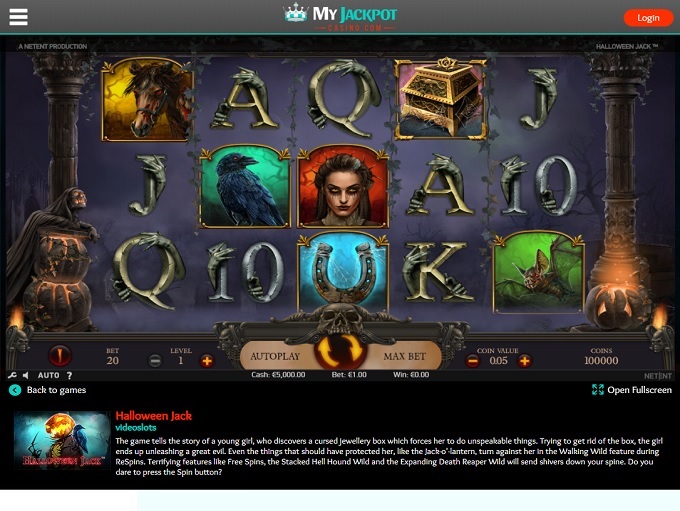 MY JACKPOT
CASINO.COM
Login
A NETENT PRODUCTION
HALLOWEEN JACK™
A Q J
J A 10
Q 10 K
BET
20
LEVEL
1
AUTOPLAY
MAX BET
COIN VALUE
0.05
COINS
100000
AUTO ?
Cash: €5,000.00 Bet: €1.00 Win: €0.00
NETENT
Back to games
Open Fullscreen
HALLOWEEN JACK
Halloween Jack
videoslots
The game tells the story of a young girl, who discovers a cursed jewellery box which forces her to do unspeakable things. Trying to get rid of the box, the girl
ends up unleashing a great evil. Even the things that should have protected her, like the Jack-o'-lantern, turn against her in the Walking Wild feature during
ReSpins. Terrifying features like Free Spins, the Stacked Hell Hound Wild and the Expanding Death Reaper Wild will send shivers down your spine. Do you
dare to press the Spin button?